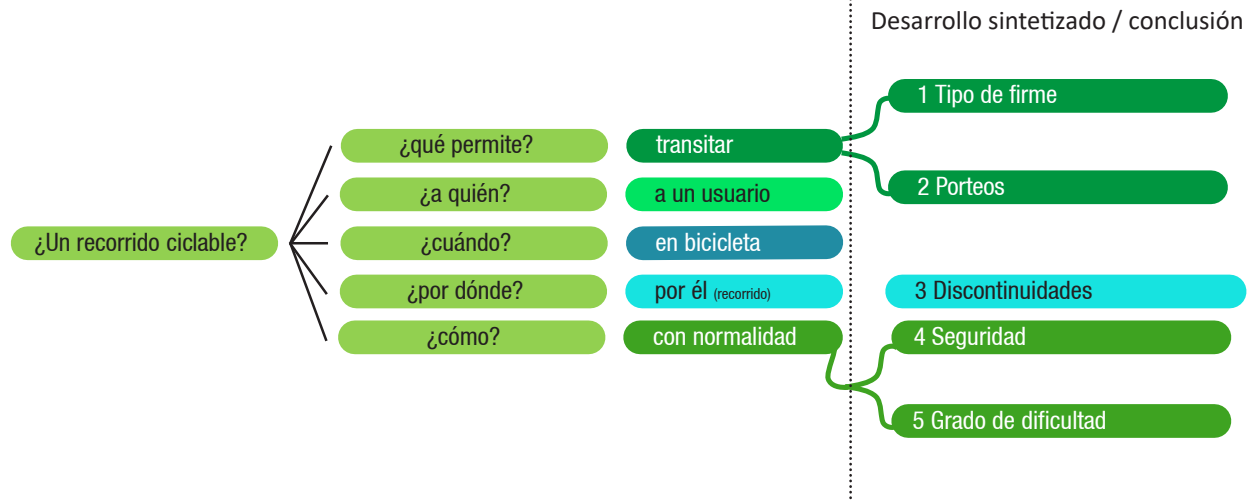 Desarrollo sintetizado / conclusión
1 Tipo de firme
¿qué permite? transitar
2 Porteos
¿a quién? a un usuario
¿Un recorrido ciclable? ¿cuándo? en bicicleta
¿por dónde? por él (recorrido) 3 Discontinuidades
¿cómo? con normalidad 4 Seguridad
5 Grado de dificultad